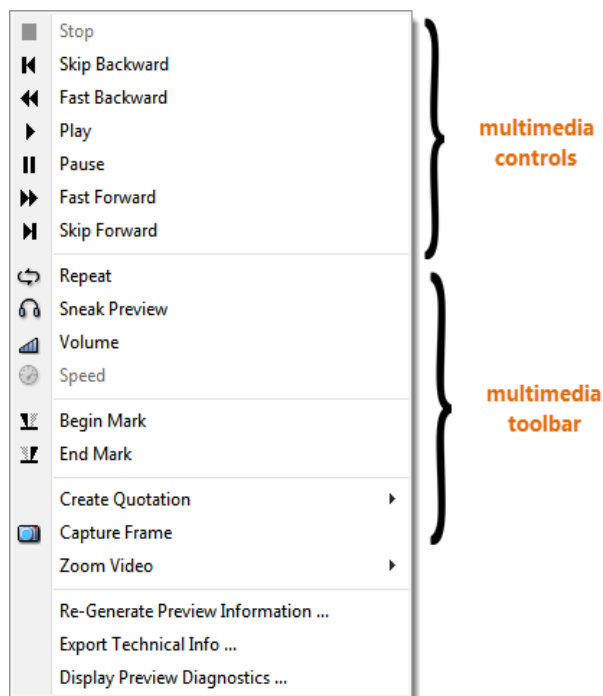 Stop
Skip Backward
Fast Backward
Play
Pause
Fast Forward
Skip Forward
multimedia
controls
Repeat
Sneak Preview
Volume
Speed
Begin Mark
End Mark
Create Quotation
Capture Frame
Zoom Video
multimedia
toolbar
Re-Generate Preview Information ...
Export Technical Info ...
Display Preview Diagnostics ...